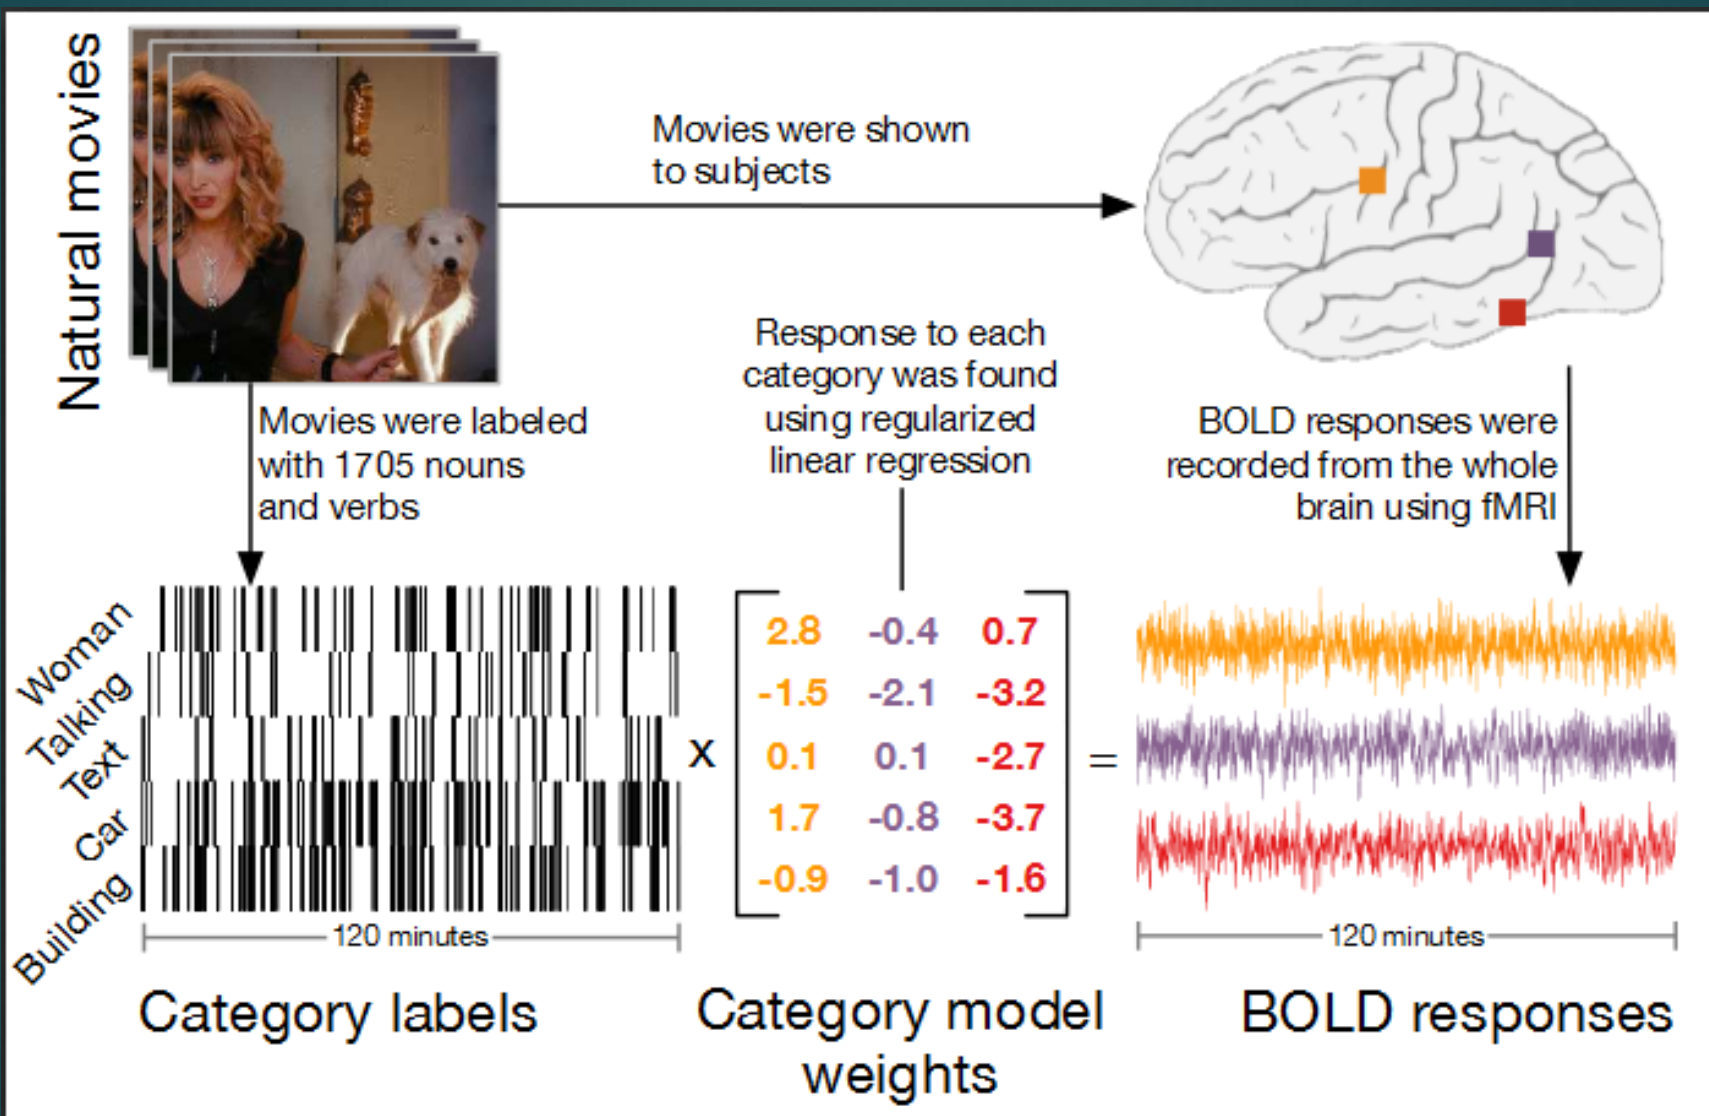 Natural movies
Movies were shown
to subjects
Response to each
category was found
using regularized
linear regression
Movies were labeled
with 1705 nouns
and verbs
BOLD responses were
recorded from the whole
brain using fMRI
Woman
Talking
Text
Car
Building
x
2.8 -0.4 0.7
-1.5 -2.1 -3.2
0.1 0.1 -2.7
1.7 -0.8 -3.7
-0.9 -1.0 -1.6
=
120 minutes
120 minutes
Category labels
Category model
weights
BOLD responses